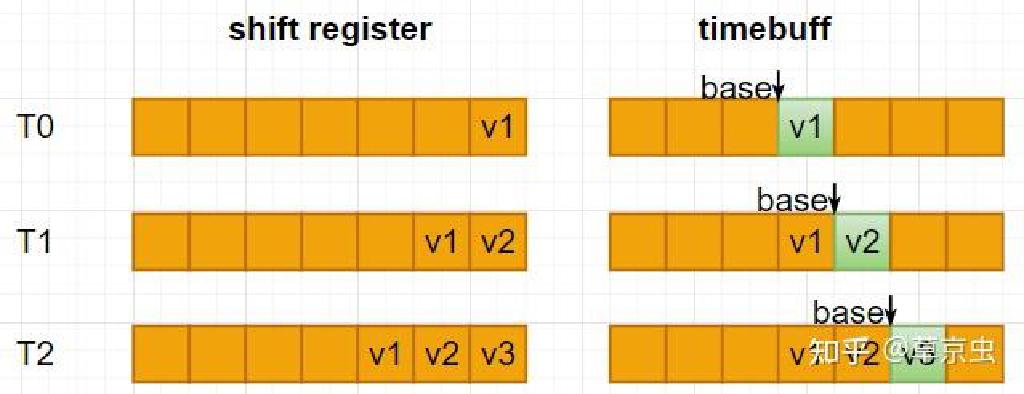 shift register timebuff
base
T0 v1 v1
base
T1 v1 v2 v1 v2
base
T2 v1 v2 v3 v1 v2 v3
知乎 @草京虫